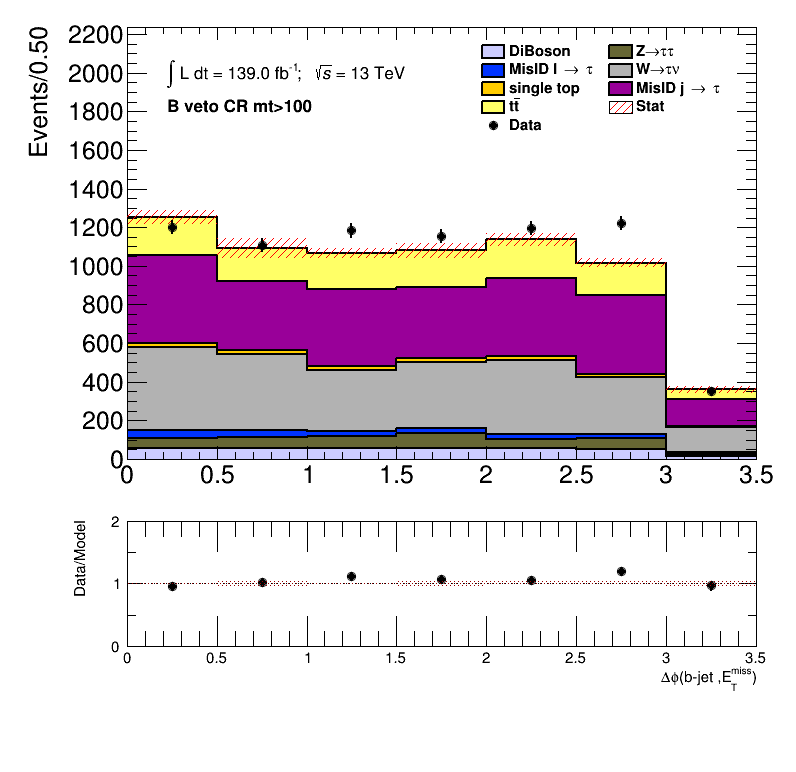 Events/0.50
2200
2000
1800
1600
1400
1200
1000
800
600
400
200
0
∫ L dt = 139.0 fb⁻¹; √s = 13 TeV
B veto CR mt>100
DiBoson
MisID l → τ
single top
tt̄
Data
Z→ττ
W→τν
MisID j → τ
Stat
0 0.5 1 1.5 2 2.5 3 3.5
Data/Model
2
1
0
0 0.5 1 1.5 2 2.5 3 3.5
Δϕ(b-jet ,E_T^miss)